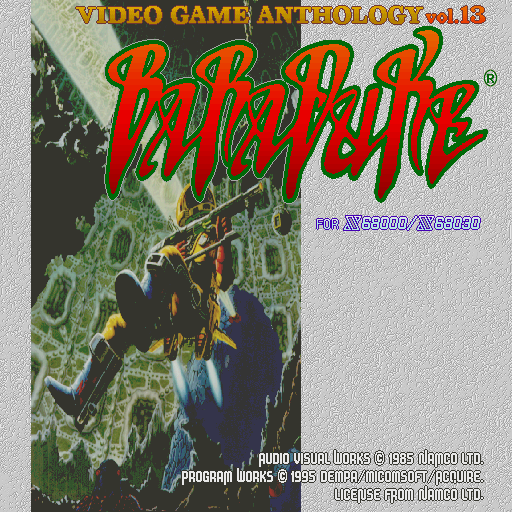 VIDEO GAME ANTHOLOGY vol.13
BARADUKE®
FOR X68000/X68030
AUDIO VISUAL WORKS © 1985 NAMCO LTD.
PROGRAM WORKS © 1995 DEMPA/MICOMSOFT/ACQUIRE.
LICENSE FROM NAMCO LTD.